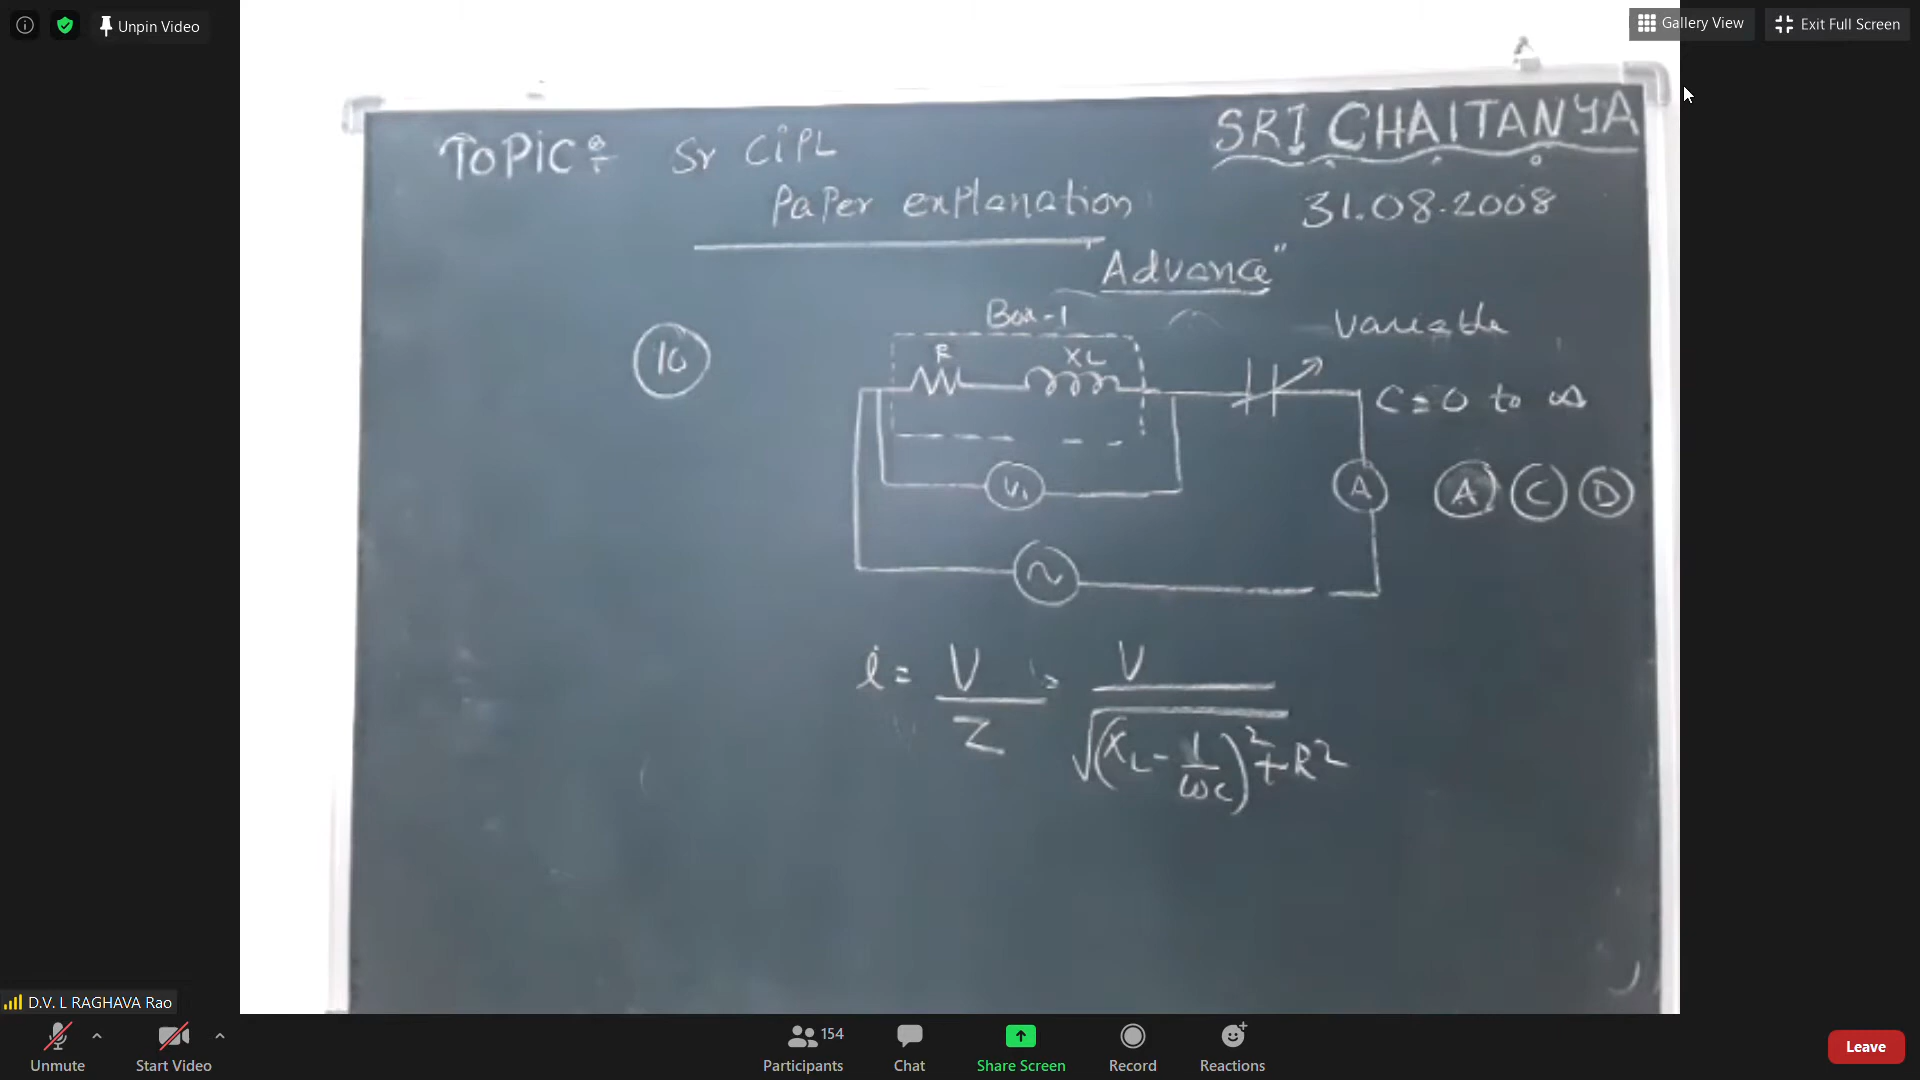 Unpin Video
Gallery View
Exit Full Screen
TOPIC:
Sr CiPL
SRI CHAITANYA
Paper explanation
31.08.2008
"Advance"
Box-1
Variable
10
R
XL
C = 0 to ∞
V1
A
A C D
~
i = V/Z = V/√((XL - 1/ωC)²+R²
D.V. L RAGHAVA Rao
Unmute
Start Video
154
Participants
Chat
Share Screen
Record
Reactions
Leave